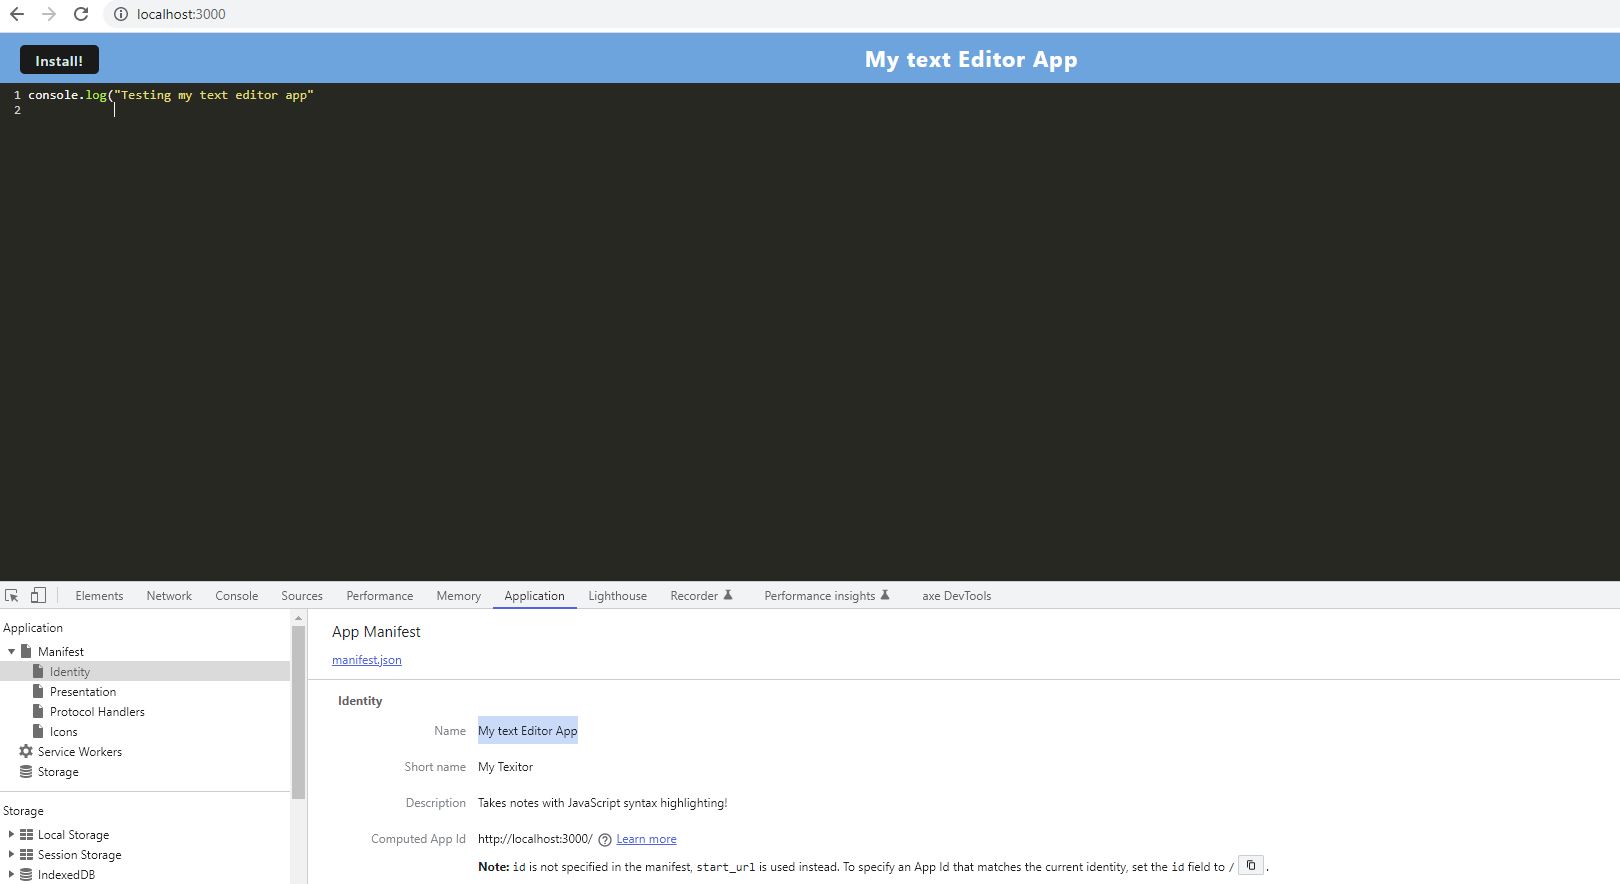 localhost:3000
Install!
My text Editor App
1 console.log("Testing my text editor app"
2
Elements Network Console Sources Performance Memory Application Lighthouse Recorder Performance insights axe DevTools
Application
Manifest
Identity
Presentation
Protocol Handlers
Icons
Service Workers
Storage
Storage
Local Storage
Session Storage
IndexedDB
App Manifest
manifest.json
Identity
Name My text Editor App
Short name My Texitor
Description Takes notes with JavaScript syntax highlighting!
Computed App Id http://localhost:3000/ Learn more
Note: id is not specified in the manifest, start_url is used instead. To specify an App Id that matches the current identity, set the id field to / .